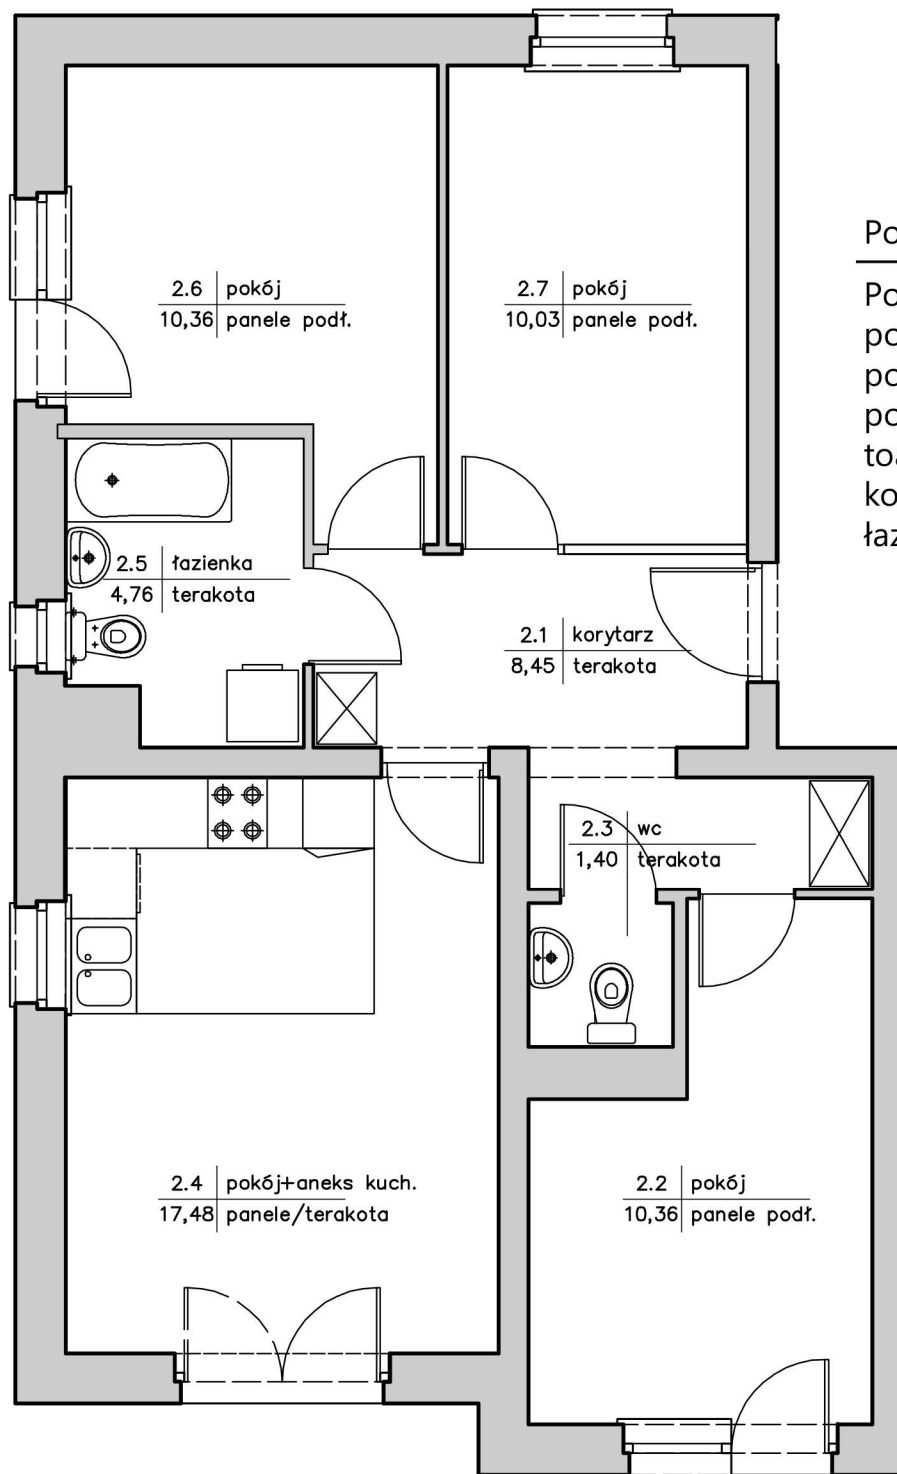 2.6 pokój
10,36 panele podł.
2.7 pokój
10,03 panele podł.
2.5 łazienka
4,76 terakota
2.1 korytarz
8,45 terakota
2.3 wc
1,40 terakota
2.4 pokój+aneks kuch.
17,48 panele/terakota
2.2 pokój
10,36 panele podł.